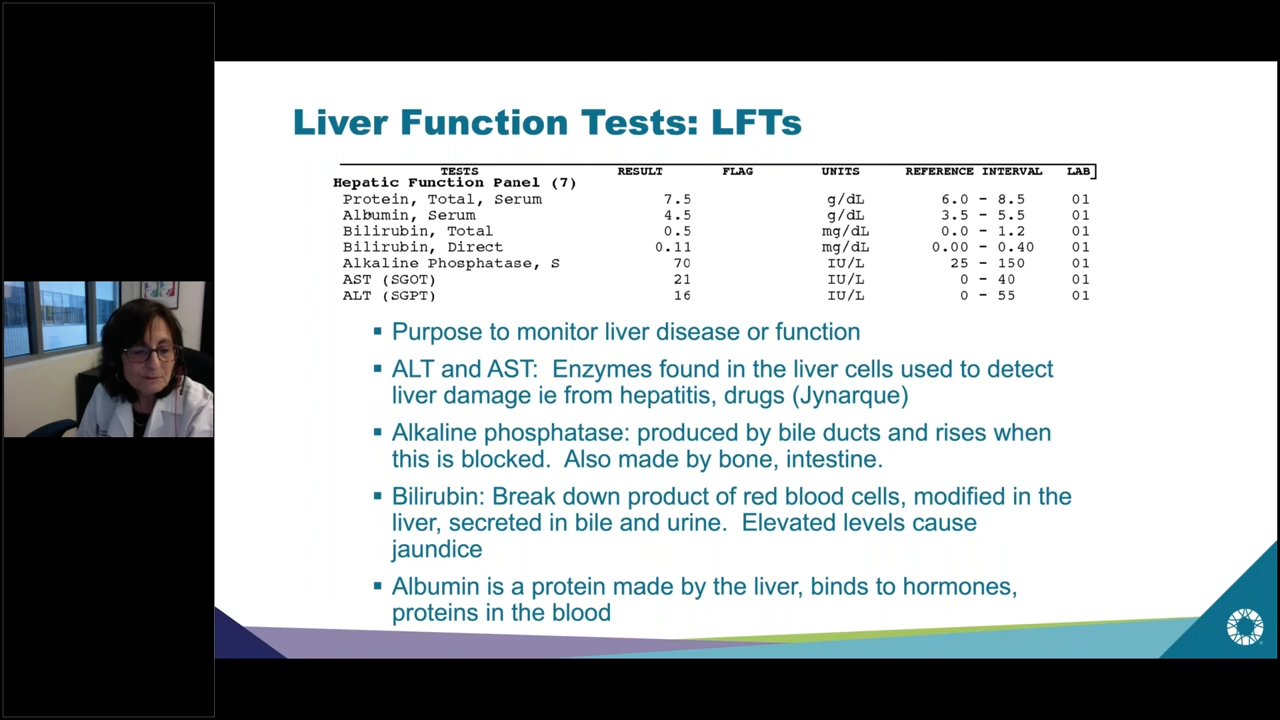 Liver Function Tests: LFTs
TESTS RESULT FLAG UNITS REFERENCE INTERVAL LAB
Hepatic Function Panel (7)
Protein, Total, Serum 7.5 g/dL 6.0 - 8.5 01
Albumin, Serum 4.5 g/dL 3.5 - 5.5 01
Bilirubin, Total 0.5 mg/dL 0.0 - 1.2 01
Bilirubin, Direct 0.11 mg/dL 0.00 - 0.40 01
Alkaline Phosphatase, S 70 IU/L 25 - 150 01
AST (SGOT) 21 IU/L 0 - 40 01
ALT (SGPT) 16 IU/L 0 - 55 01
▪ Purpose to monitor liver disease or function
▪ ALT and AST: Enzymes found in the liver cells used to detect
liver damage ie from hepatitis, drugs (Jynarque)
▪ Alkaline phosphatase: produced by bile ducts and rises when
this is blocked. Also made by bone, intestine.
▪ Bilirubin: Break down product of red blood cells, modified in the
liver, secreted in bile and urine. Elevated levels cause
jaundice
▪ Albumin is a protein made by the liver, binds to hormones,
proteins in the blood